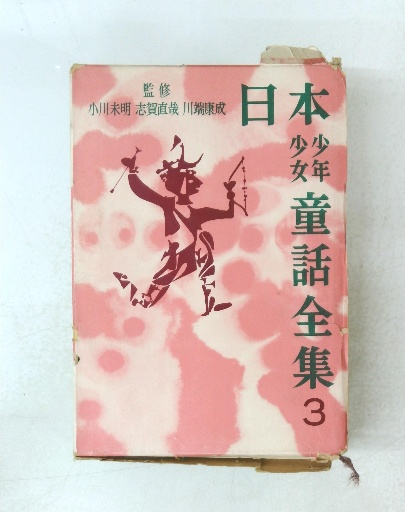 日本
少年
少女
童話全集
3
監修
小川未明 志賀直哉 川端康成